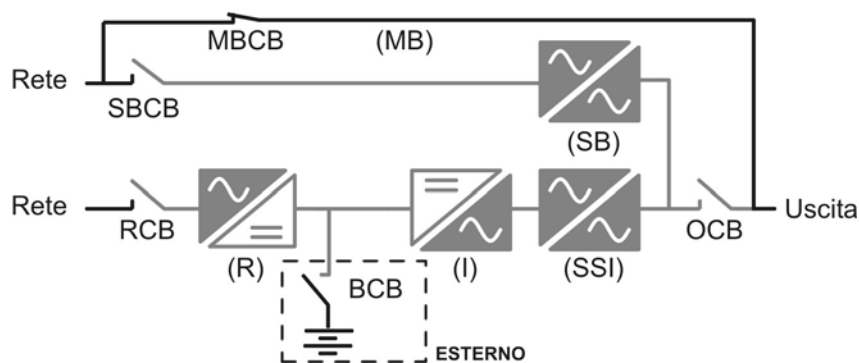 MBCB (MB)
Rete
SBCB
(SB)
Rete Uscita
RCB OCB
(R) (I) (SSI)
BCB
ESTERNO